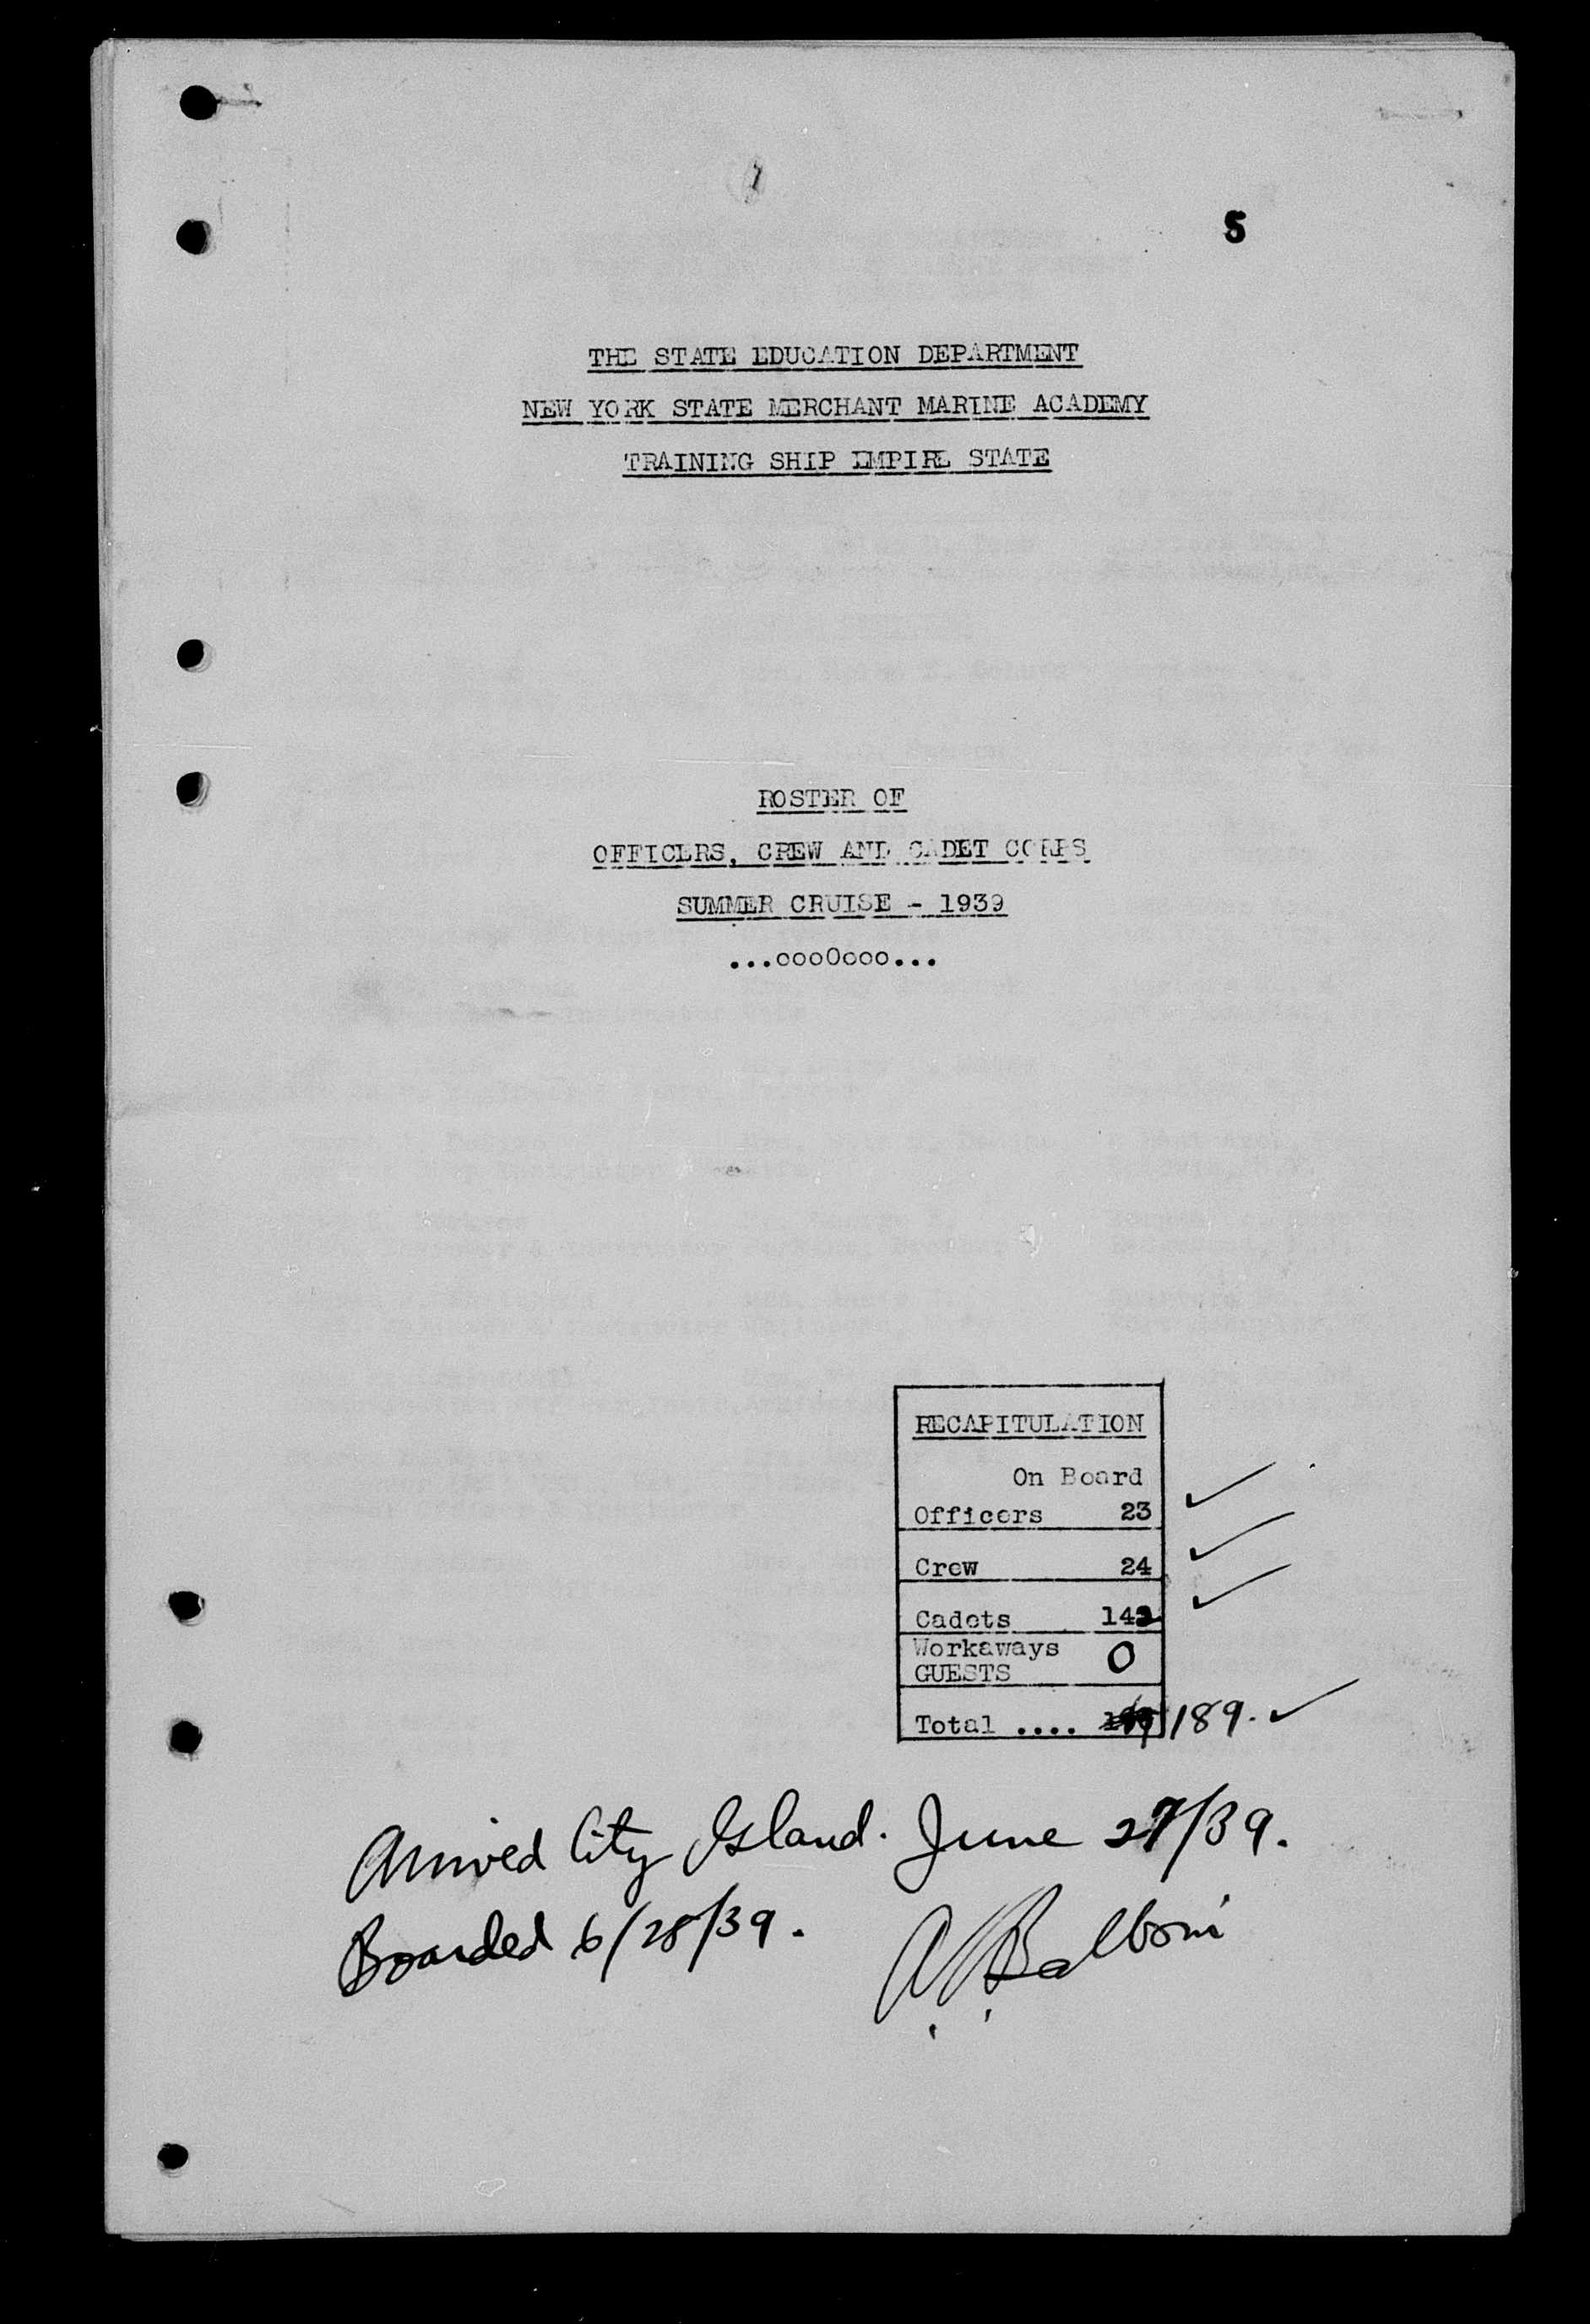 5
THE STATE EDUCATION DEPARTMENT
NEW YORK STATE MERCHANT MARINE ACADEMY
TRAINING SHIP EMPIRE STATE
ROSTER OF
OFFICERS, CREW AND CADET CORPS
SUMMER CRUISE - 1939
...oooOooo...
RECAPITULATION
On Board
Officers 23 ✓
Crew 24 ✓
Cadets 142 ✓
Workaways
GUESTS 0
Total .... 189. ✓
Arrived City Island. June 27/39.
Boarded 6/28/39.
Balboni